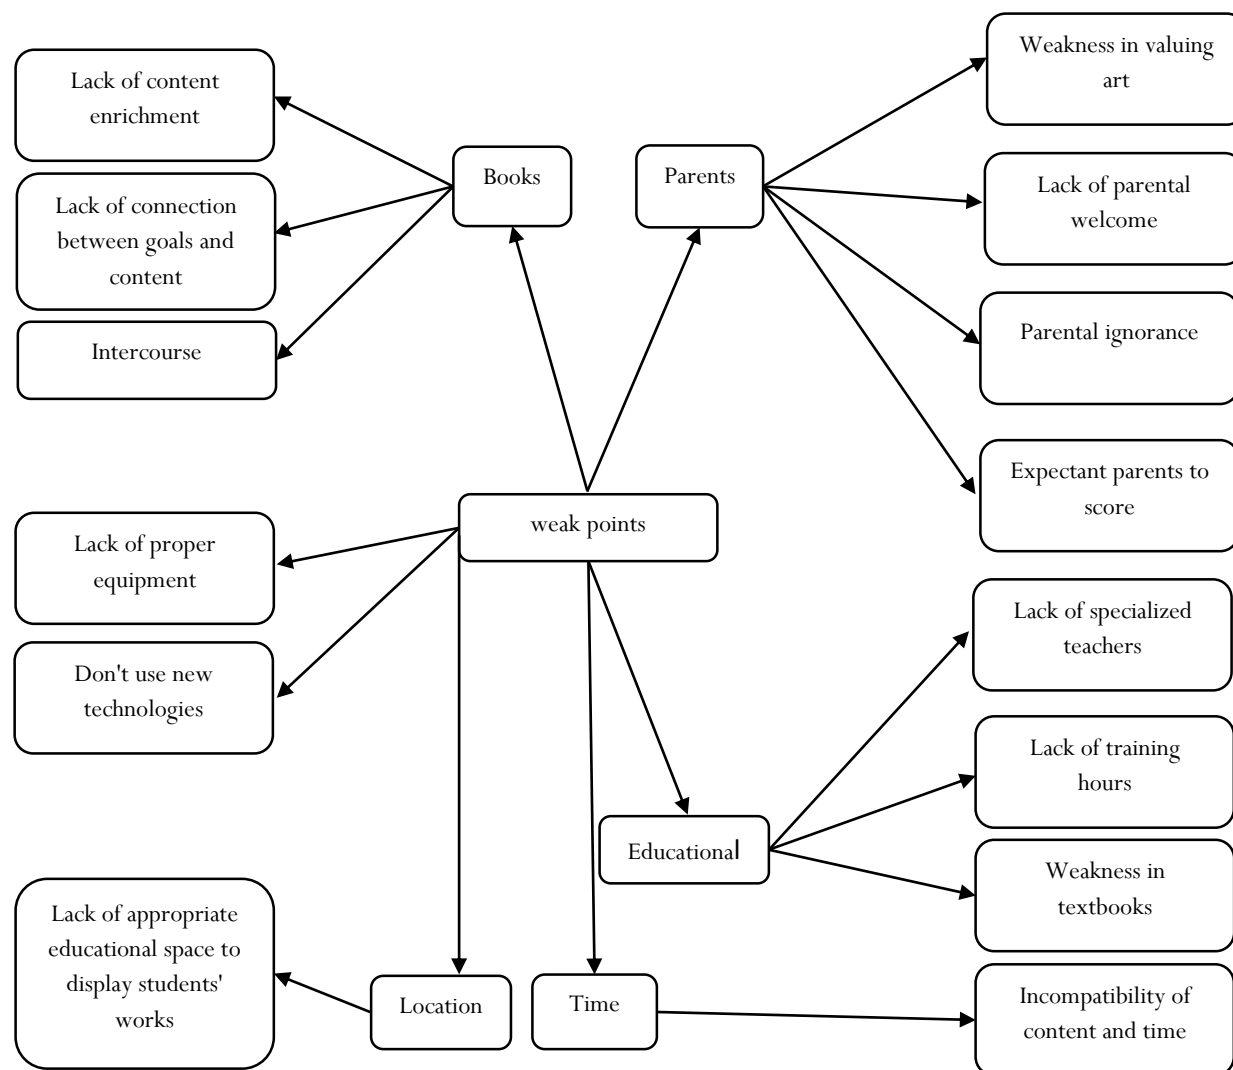 Weakness in valuing
art
Lack of content
enrichment
Books
Parents
Lack of parental
welcome
Lack of connection
between goals and
content
Intercourse
Parental ignorance
Expectant parents to
score
weak points
Lack of proper
equipment
Don't use new
technologies
Lack of specialized
teachers
Lack of training
hours
Educational
Weakness in
textbooks
Lack of appropriate
educational space to
display students'
works
Location
Time
Incompatibility of
content and time